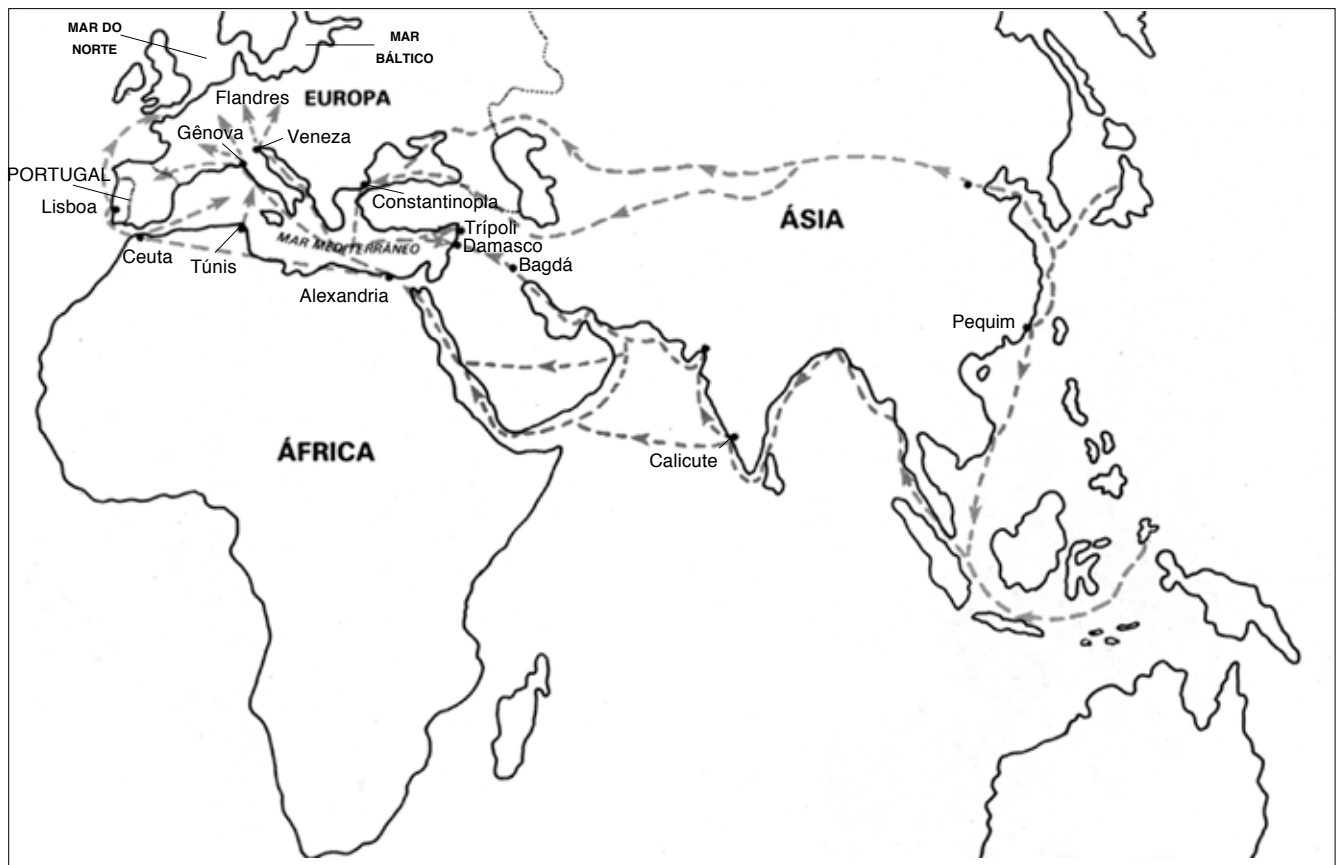 MAR DO
NORTE
MAR
BÁLTICO
Flandres
EUROPA
Gênova
Veneza
PORTUGAL
Lisboa
Constantinopla
ÁSIA
Trípoli
MAR MEDITERRÂNEO
Damasco
Ceuta
Túnis
Bagdá
Alexandria
Pequim
ÁFRICA
Calicute